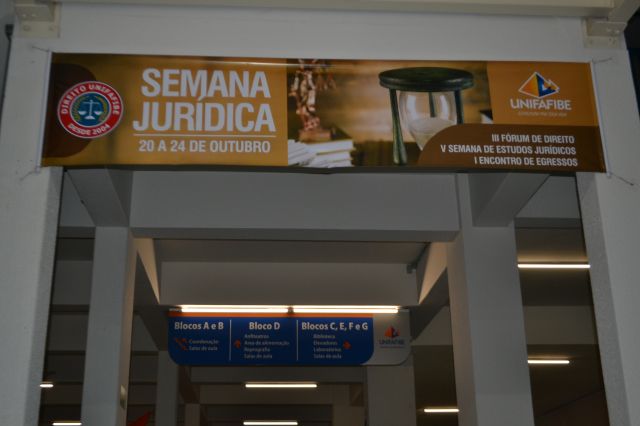 DIREITO UNIFAFIBE
DESDE 2004
SEMANA
JURÍDICA
20 A 24 DE OUTUBRO
UNIFAFIBE
III FÓRUM DE DIREITO
V SEMANA DE ESTUDOS JURÍDICOS
I ENCONTRO DE EGRESSOS
Blocos A e B
Coordenação
Salas de aula
Bloco D
Anfiteatros
Área de alimentação
Reprografia
Salas de aula
Blocos C, E, F e G
Biblioteca
Elevadores
Laboratórios
Salas de aula
UNIFAFIBE